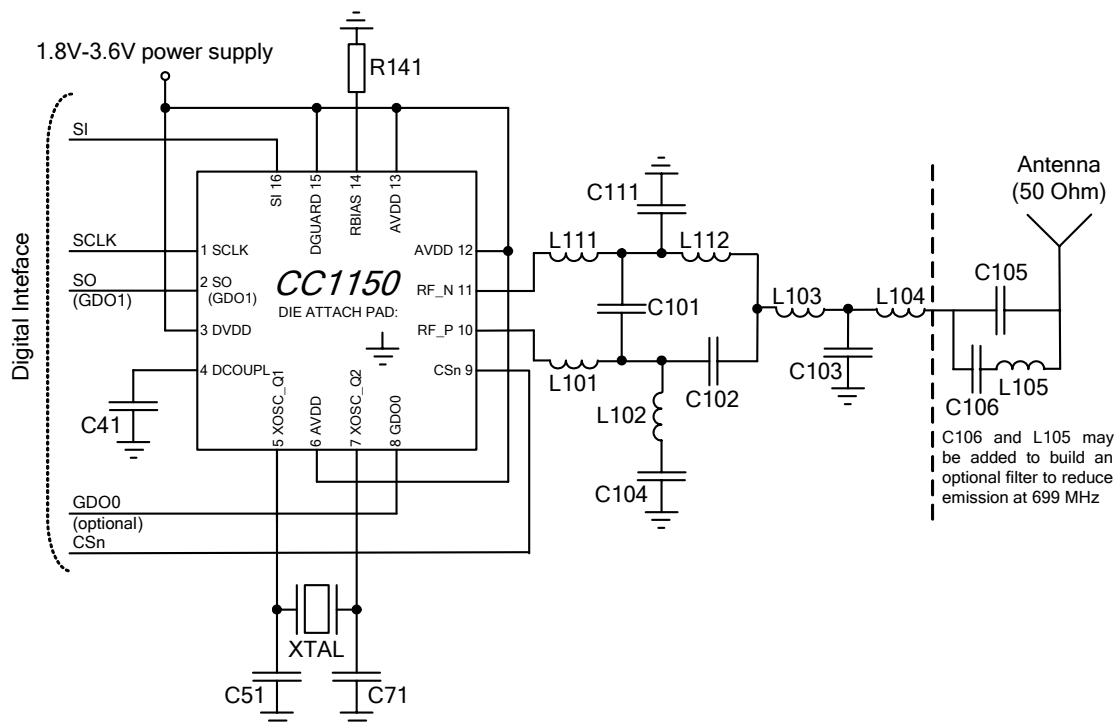 1.8V-3.6V power supply
R141
Digital Inteface
SI
SCLK
SO
(GDO1)
GDO0
(optional)
CSn
SI 16
DGUARD 15
RBIAS 14
AVDD 13
1 SCLK
2 SO
(GDO1)
3 DVDD
4 DCOUPL
CC1150
DIE ATTACH PAD:
AVDD 12
RF_N 11
RF_P 10
CSn 9
5 XOSC_Q1
6 AVDD
7 XOSC_Q2
8 GDO0
C41
XTAL
C51
C71
C111
L111
L112
C101
L101
C102
L102
C104
L103
L104
C103
Antenna
(50 Ohm)
C105
C106
L105
C106 and L105 may
be added to build an
optional filter to reduce
emission at 699 MHz